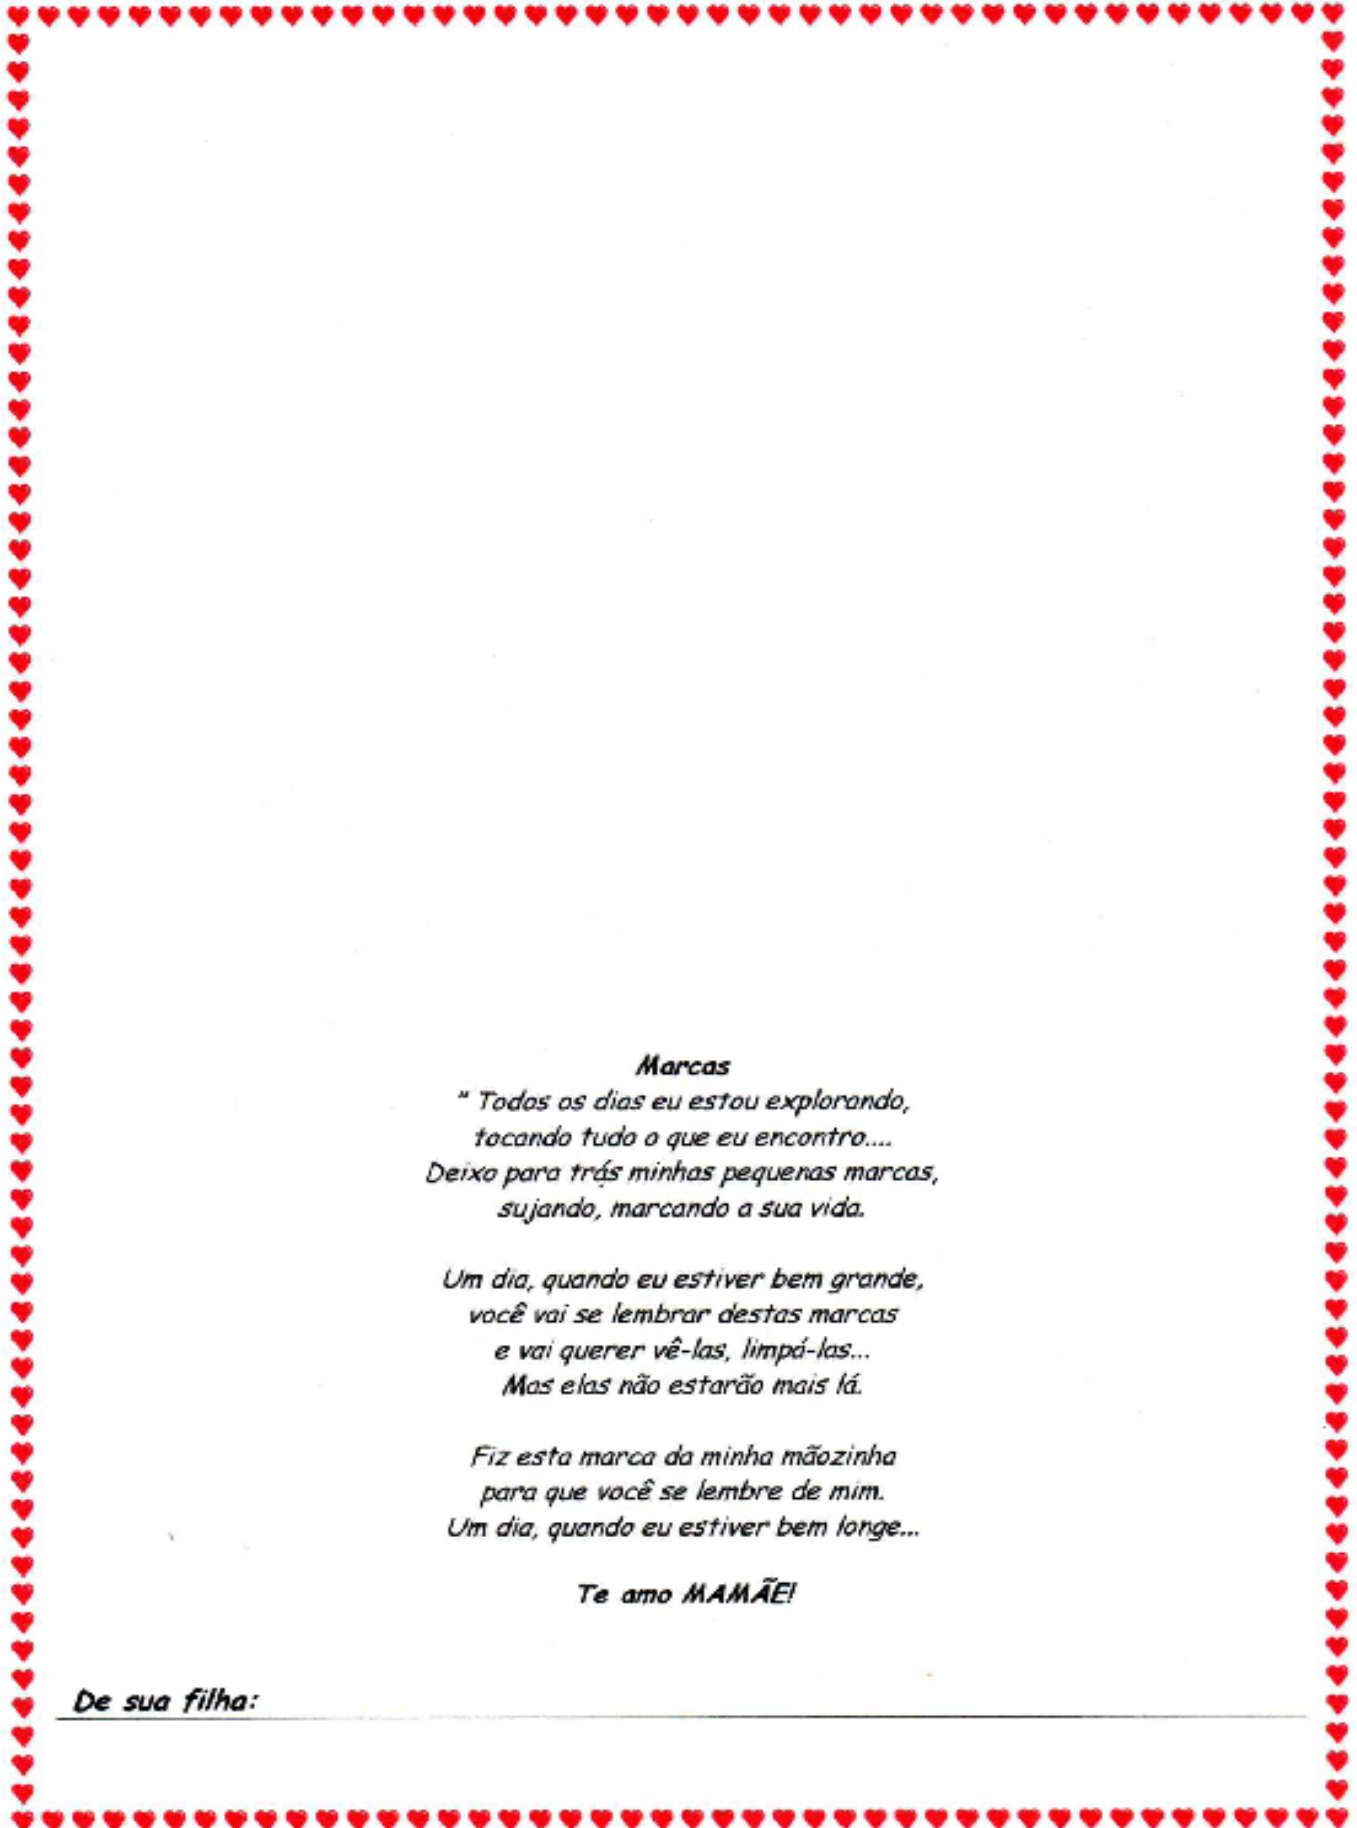 Marcas
" Todos os dias eu estou explorando,
tocando tudo o que eu encontro....
Deixo para trás minhas pequenas marcas,
sujando, marcando a sua vida.
Um dia, quando eu estiver bem grande,
você vai se lembrar destas marcas
e vai querer vê-las, limpá-las...
Mas elas não estarão mais lá.
Fiz esta marca da minha mãozinha
para que você se lembre de mim.
Um dia, quando eu estiver bem longe...
Te amo MAMÃE!
De sua filha: